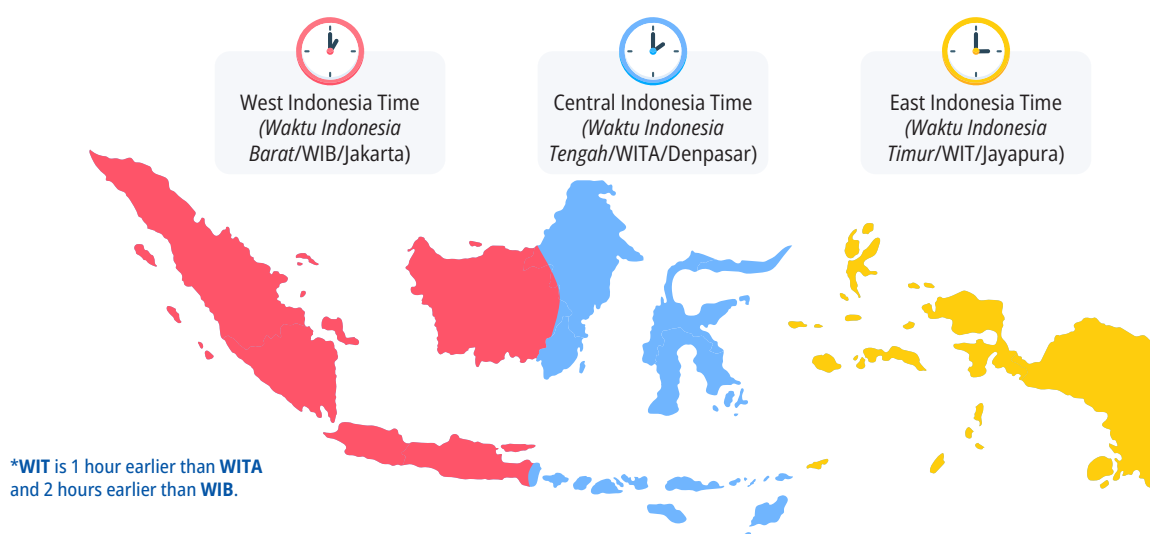 West Indonesia Time
(Waktu Indonesia
Barat/WIB/Jakarta)
Central Indonesia Time
(Waktu Indonesia
Tengah/WITA/Denpasar)
East Indonesia Time
(Waktu Indonesia
Timur/WIT/Jayapura)
*WIT is 1 hour earlier than WITA
and 2 hours earlier than WIB.